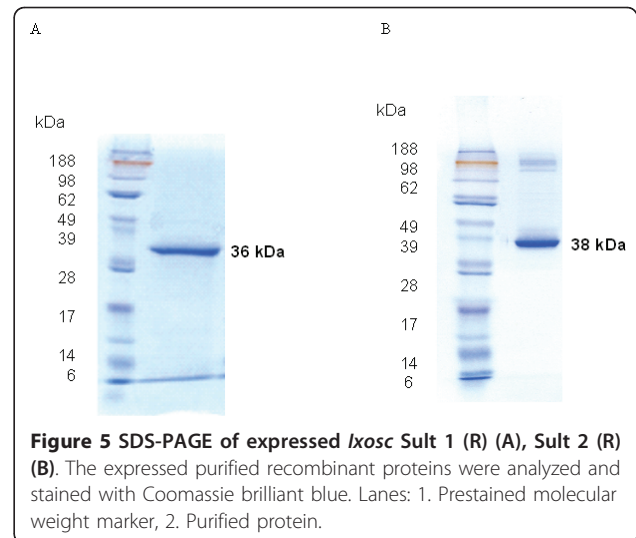 A
B
kDa
188
98
62
49
39
28
17
14
6
36 kDa
kDa
188
98
62
49
39
28
17
14
6
38 kDa
Figure 5 SDS-PAGE of expressed Ixosc Sult 1 (R) (A), Sult 2 (R)
(B). The expressed purified recombinant proteins were analyzed and
stained with Coomassie brilliant blue. Lanes: 1. Prestained molecular
weight marker, 2. Purified protein.